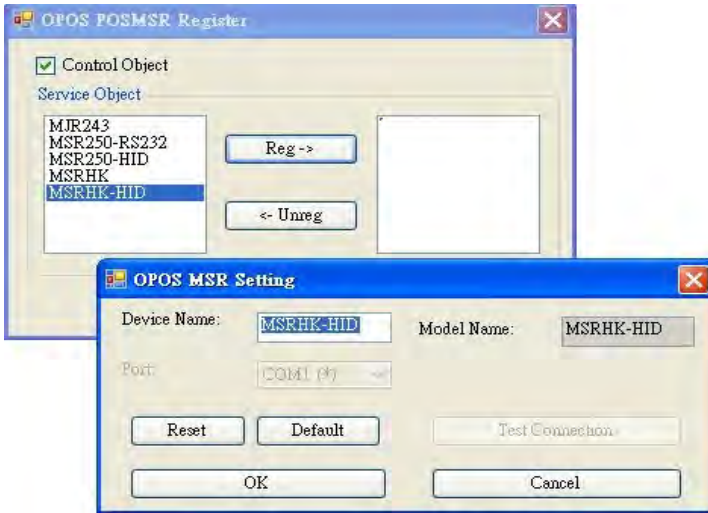 OPOS POSMSR Register
Control Object
Service Object
MJR243
MSR250-RS232
MSR250-HID
MSRHK
MSRHK-HID
Reg ->
<- Unreg
OPOS MSR Setting
Device Name: MSRHK-HID Model Name: MSRHK-HID
Port: COM1
Reset Default Test Connection
OK Cancel